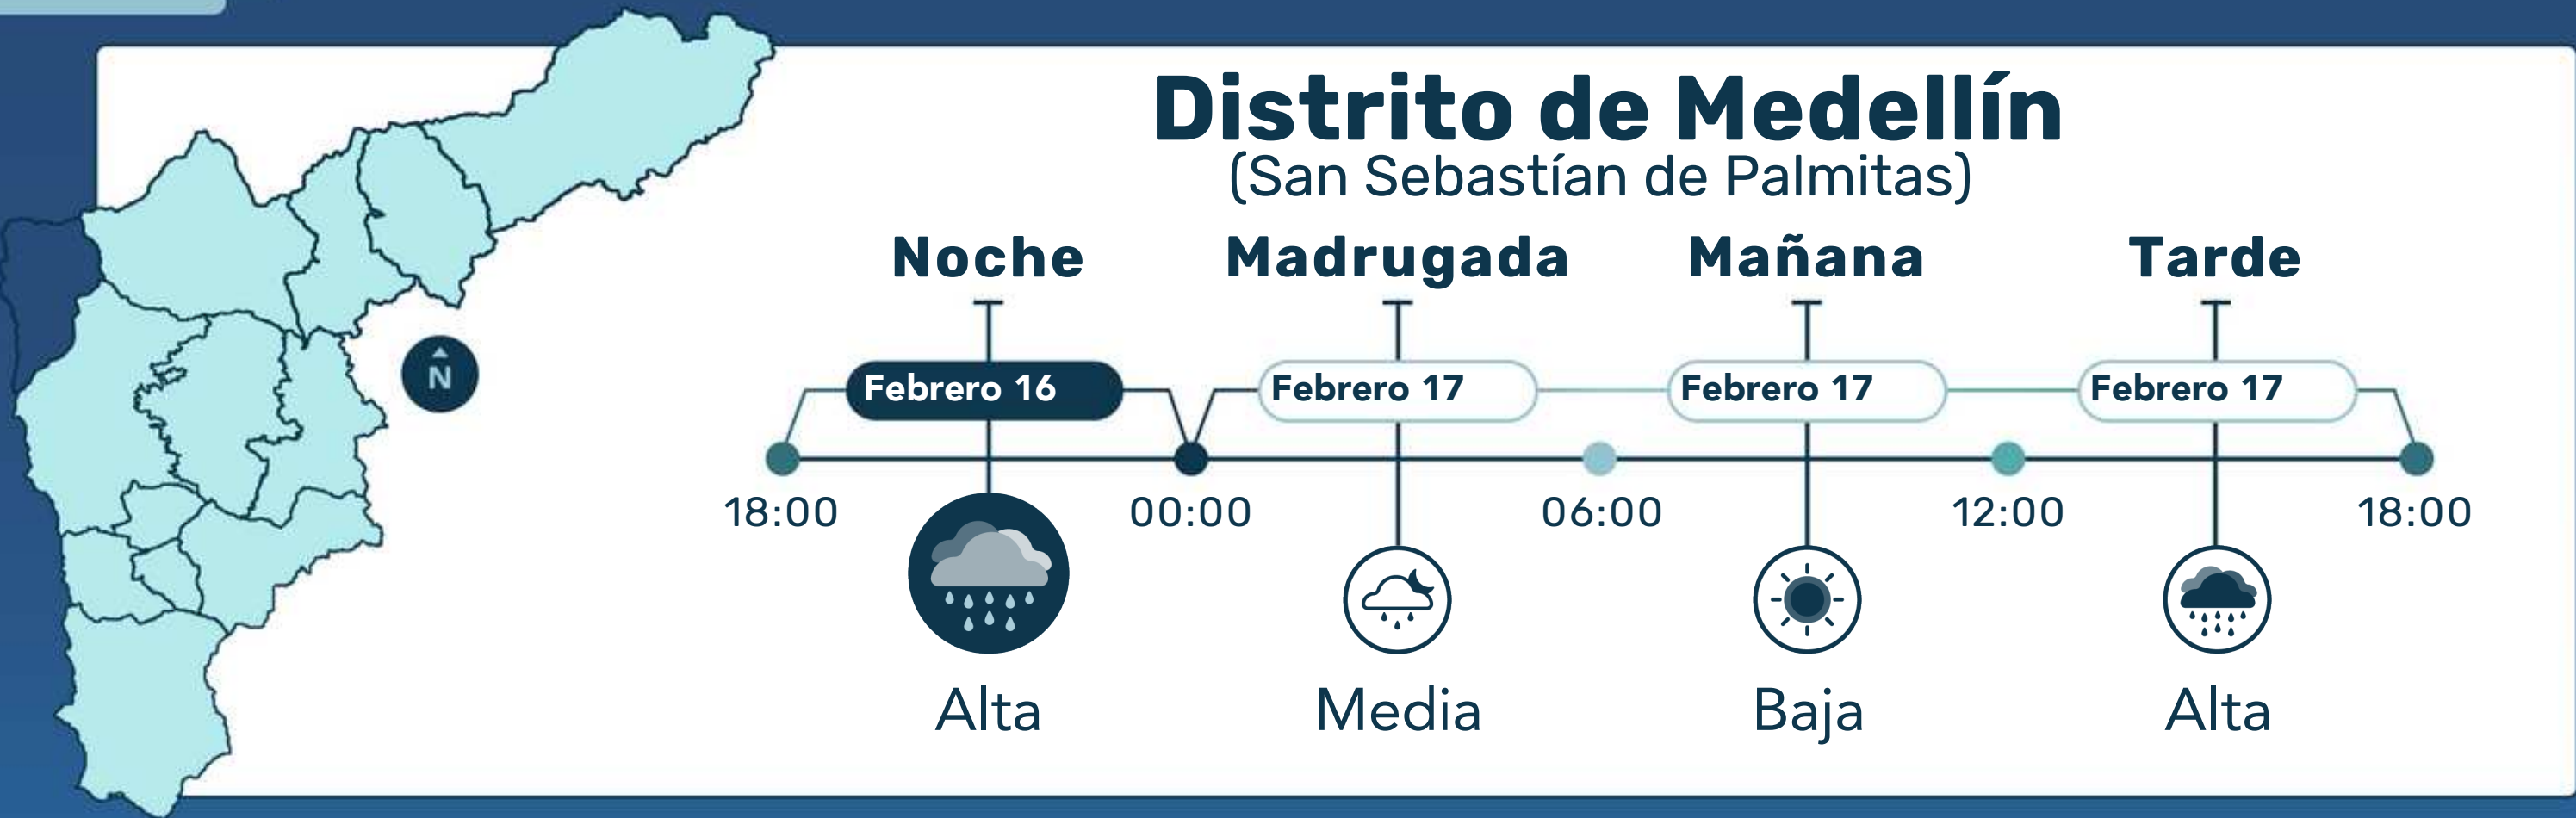 Distrito de Medellín
(San Sebastían de Palmitas)
Noche Madrugada Mañana Tarde
Febrero 16 Febrero 17 Febrero 17 Febrero 17
N
18:00 00:00 06:00 12:00 18:00
Alta Media Baja Alta